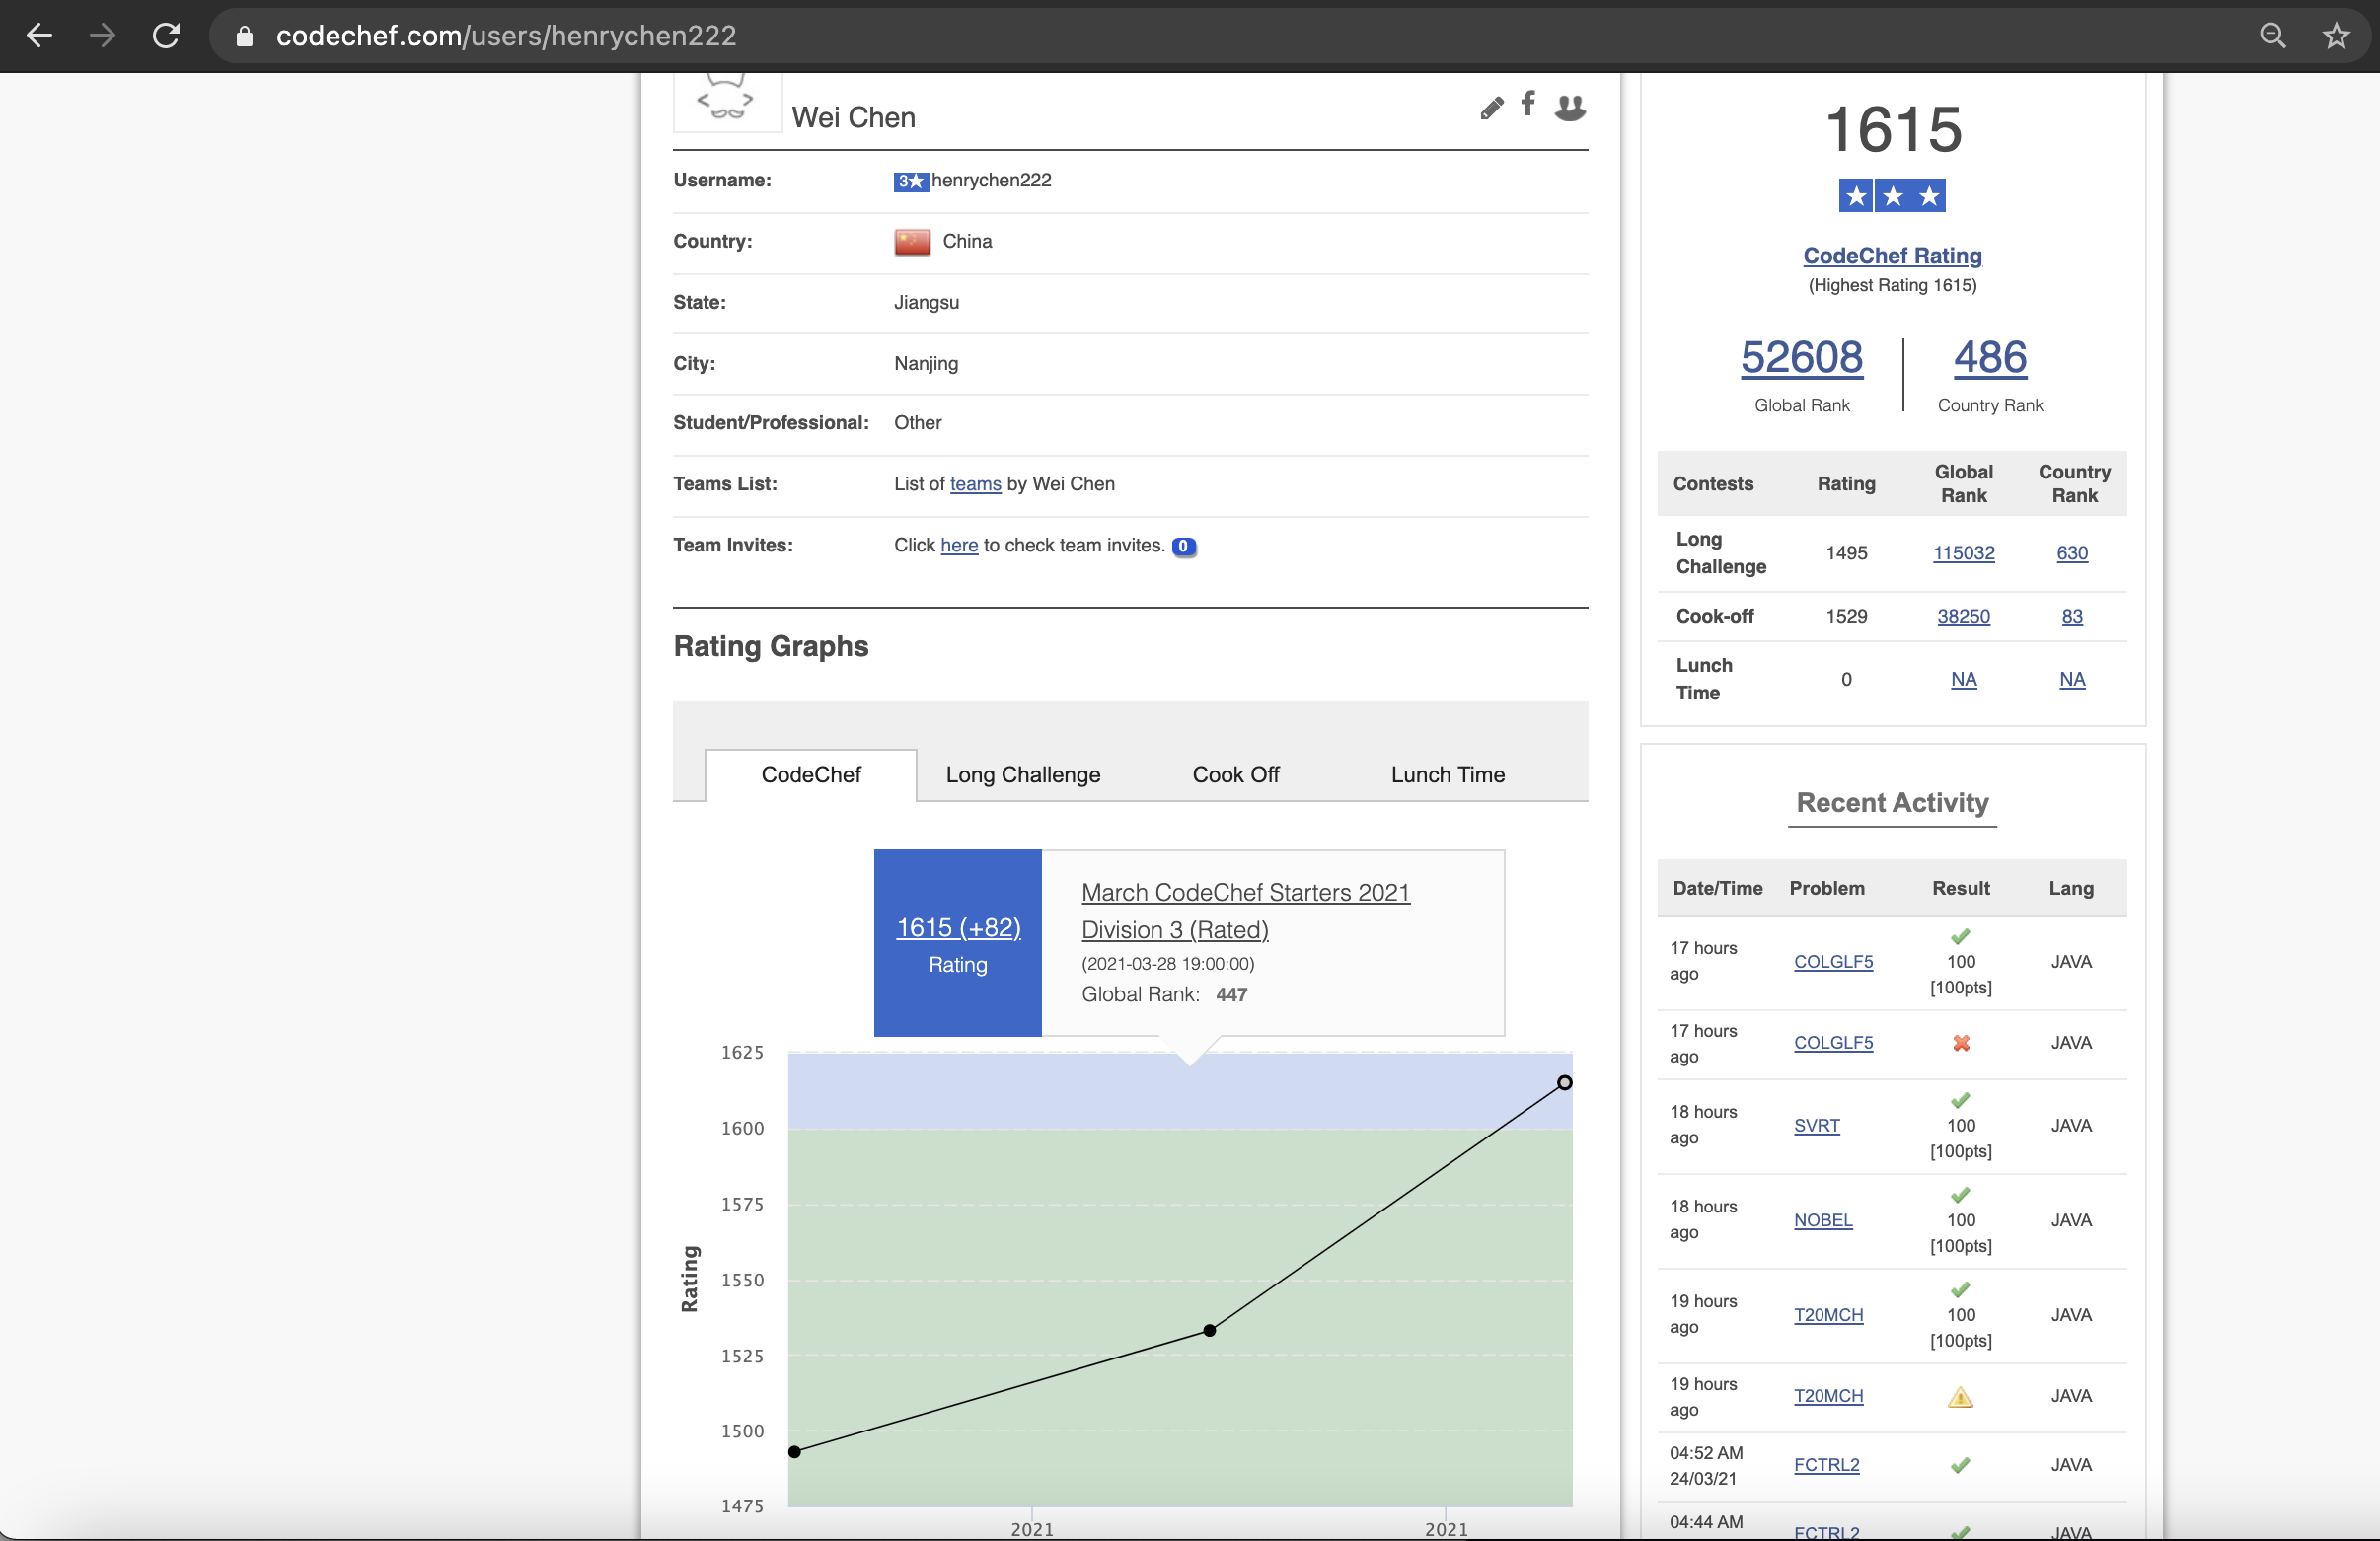 codechef.com/users/henrychen222
Wei Chen
Username: 3★ henrychen222
Country: China
State: Jiangsu
City: Nanjing
Student/Professional: Other
Teams List: List of teams by Wei Chen
Team Invites: Click here to check team invites. 0
Rating Graphs
CodeChef Long Challenge Cook Off Lunch Time
1615 (+82)
Rating
March CodeChef Starters 2021
Division 3 (Rated)
(2021-03-28 19:00:00)
Global Rank: 447
1625
1600
1575
1550
1525
1500
1475
Rating
2021 2021
1615
CodeChef Rating
(Highest Rating 1615)
52608 486
Global Rank Country Rank
Contests Rating Global Rank Country Rank
Long Challenge 1495 115032 630
Cook-off 1529 38250 83
Lunch Time 0 NA NA
Recent Activity
Date/Time Problem Result Lang
17 hours ago COLGLF5 100 [100pts] JAVA
17 hours ago COLGLF5 JAVA
18 hours ago SVRT 100 [100pts] JAVA
18 hours ago NOBEL 100 [100pts] JAVA
19 hours ago T20MCH 100 [100pts] JAVA
19 hours ago T20MCH JAVA
04:52 AM 24/03/21 FCTRL2 JAVA
04:44 AM FCTRL2 JAVA